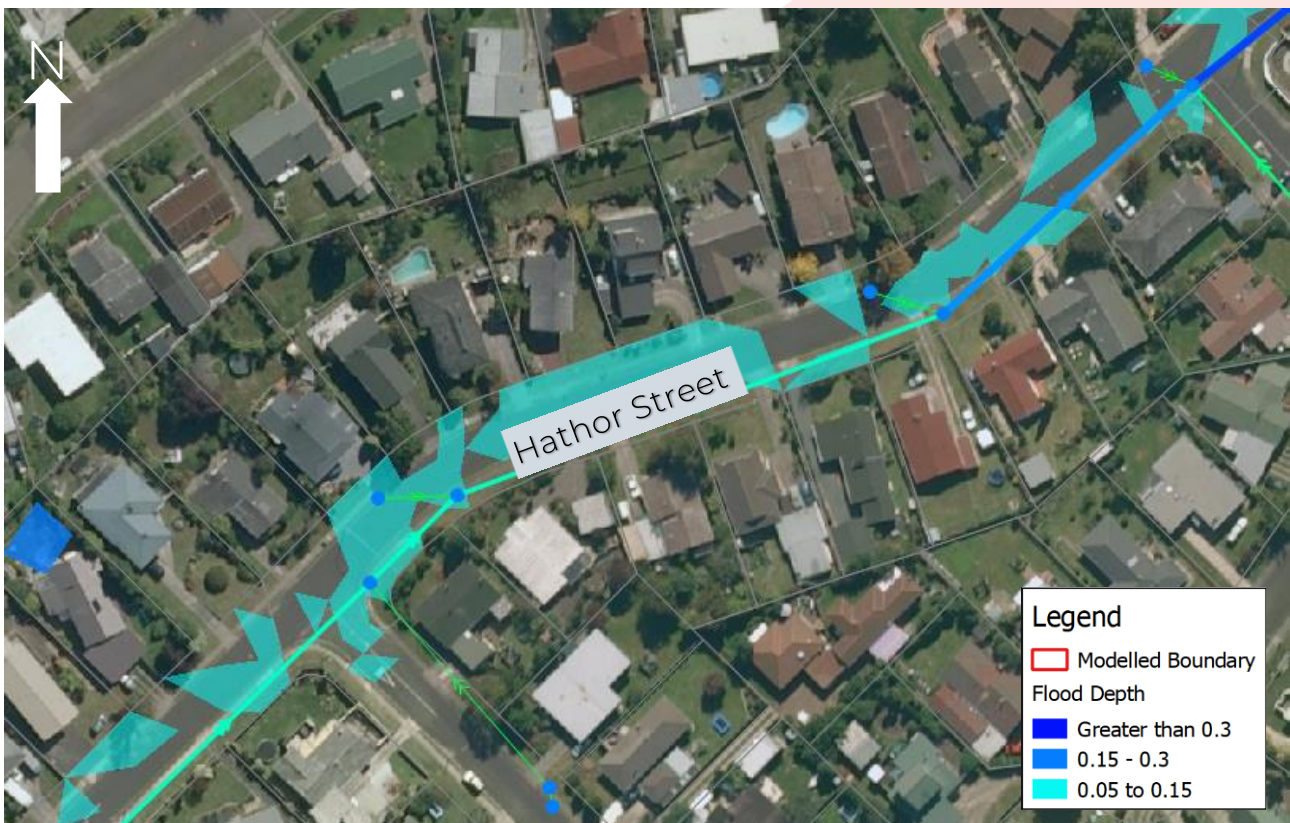 N
Hathor Street
Legend
Modelled Boundary
Flood Depth
Greater than 0.3
0.15 - 0.3
0.05 to 0.15